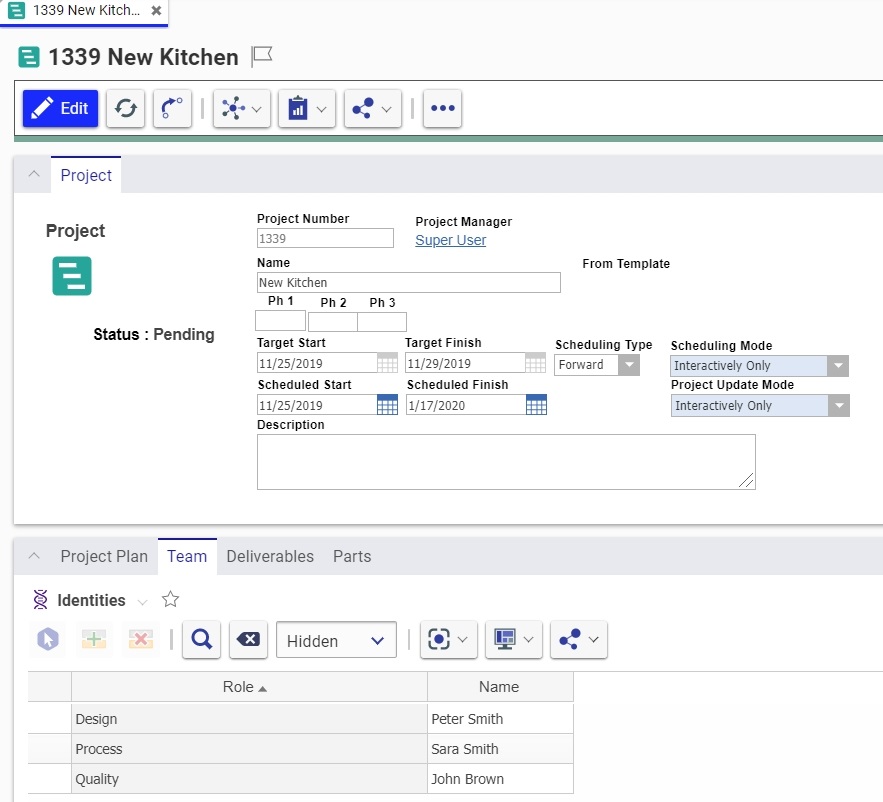 1339 New Kitch...
1339 New Kitchen
Edit
Project
Project
Project Number
Project Manager
1339
Super User
Name
From Template
New Kitchen
Ph 1 Ph 2 Ph 3
Status : Pending
Target Start Target Finish Scheduling Type Scheduling Mode
11/25/2019 11/29/2019 Forward Interactively Only
Scheduled Start Scheduled Finish Project Update Mode
11/25/2019 1/17/2020 Interactively Only
Description
Project Plan Team Deliverables Parts
Identities
Hidden
Role Name
Design Peter Smith
Process Sara Smith
Quality John Brown